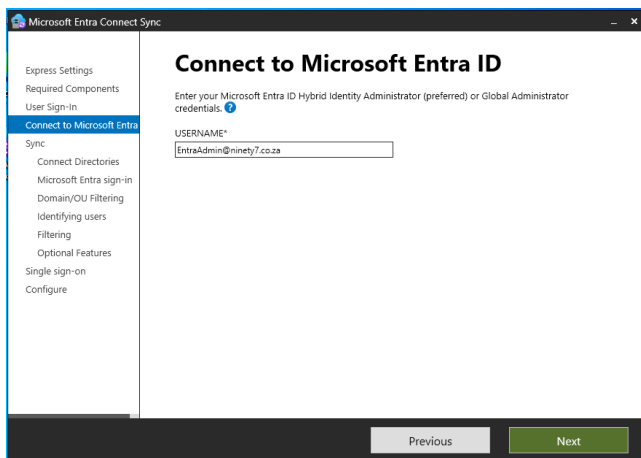 Microsoft Entra Connect Sync
Express Settings
Required Components
User Sign-In
Connect to Microsoft Entra
Sync
Connect Directories
Microsoft Entra sign-in
Domain/OU Filtering
Identifying users
Filtering
Optional Features
Single sign-on
Configure
Connect to Microsoft Entra ID
Enter your Microsoft Entra ID Hybrid Identity Administrator (preferred) or Global Administrator
credentials. ?
USERNAME*
EntraAdmin@ninety7.co.za
Previous
Next